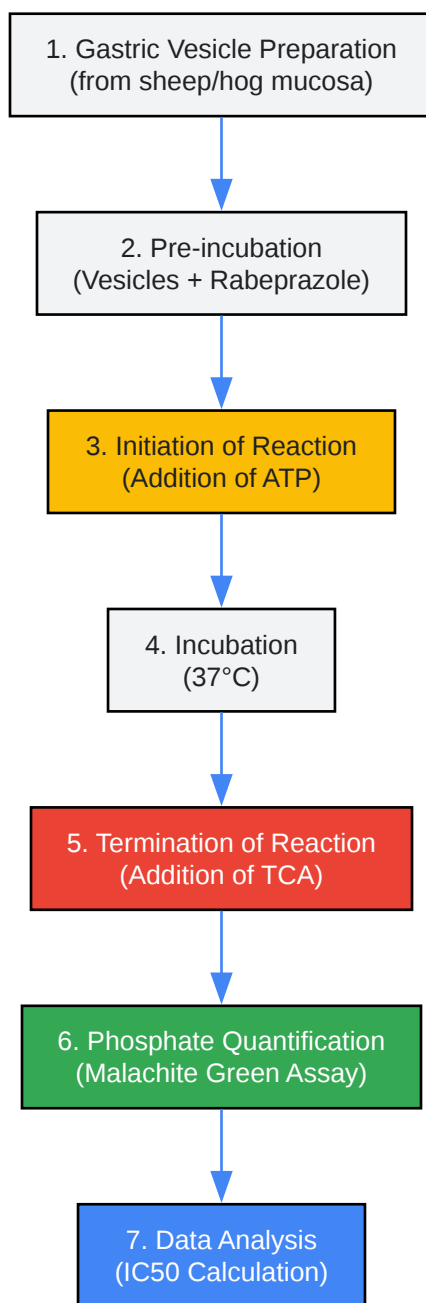 1. Gastric Vesicle Preparation
(from sheep/hog mucosa)
2. Pre-incubation
(Vesicles + Rabeprazole)
3. Initiation of Reaction
(Addition of ATP)
4. Incubation
(37°C)
5. Termination of Reaction
(Addition of TCA)
6. Phosphate Quantification
(Malachite Green Assay)
7. Data Analysis
(IC50 Calculation)